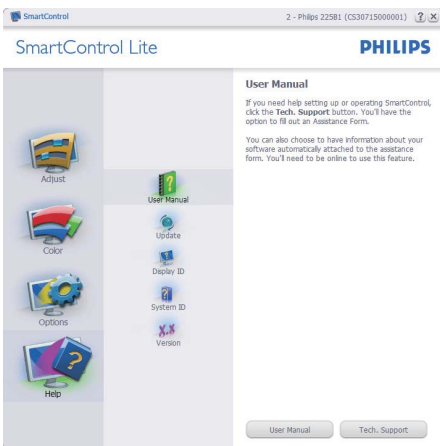 SmartControl
2 - Philips 225B1 (CS30715000001) ? X
SmartControl Lite
PHILIPS
Adjust
Color
Options
Help
User Manual
Update
Display ID
System ID
X.X
Version
User Manual
If you need help setting up or operating SmartControl,
click the Tech. Support button. You'll have the
option to fill out an Assistance Form.
You can also choose to have information about your
software automatically attached to the assistance
form. You'll need to be online to use this feature.
User Manual
Tech. Support